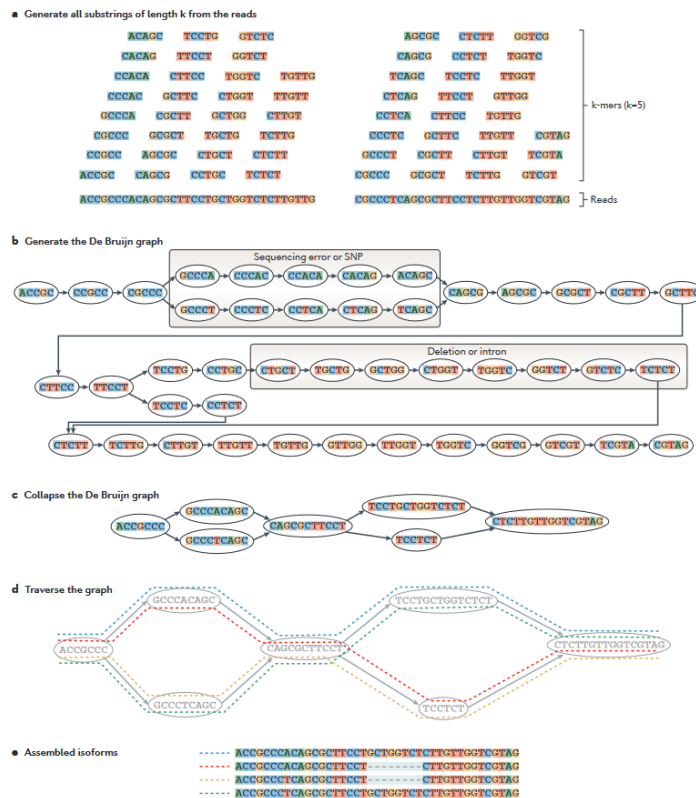 a Generate all substrings of length k from the reads
ACAGC TCCTG GTCTC AGCGC CTCTT GGTCG
CACAG TTCCT GGTCT CAGCG CCTCT TGGTC
CCACA CTTCC TGGTC TGTTG TCAGC TCCTC TTGGT
CCCAC GCTTC CTGGT TTGTT CTCAG TTCCT GTTGG
GCCCA CGCTT GCTGG CTTGT CCTCA CTTCC TGTTG
CGCCC GCGCT TGCTG TCTTG CCCTC GCTTC TTGTT CGTAG
CCGCC AGCGC CTGCT CTCTT GCCCT CGCTT CTTGT TCGTA
ACCGC CAGCG CCTGC TCTCT CGCCC GCGCT TCTTG GTCGT
k-mers (k=5)
ACCGCCCACAGCGCTTCCTGCTGGTCTCTTGTTG CGCCCTCAGCGCTTCCTCTTGTTGGTCGTAG Reads
b Generate the De Bruijn graph
Sequencing error or SNP
GCCCA CCCAC CCACA CACAG ACAGC
ACCGC CCGCC CGCCC CAGCG AGCGC GCGCT CGCTT GCTTC
GCCCT CCCTC CCTCA CTCAG TCAGC
Deletion or intron
TCCTG CCTGC CTGCT TGCTG GCTGG CTGGT TGGTC GGTCT GTCTC TCTCT
CTTCC TTCCT
TCCTC CCTCT
CTCTT TCTTG CTTGT TTGTT TGTTG GTTGG TTGGT TGGTC GGTCG GTCGT TCGTA CGTAG
c Collapse the De Bruijn graph
GCCCACAGC TCCTGCTGGTCTCT
ACCGCCC CAGCGCTTCCT CTCTTGTTGGTCGTAG
GCCCTCAGC TCCTCT
d Traverse the graph
GCCCACAGC TCCTGCTGGTCTCT
ACCGCCC CAGCGCTTCCT CTCTTGTTGGTCGTAG
GCCCTCAGC TCCTCT
e Assembled isoforms
ACCGCCCACAGCGCTTCCTGCTGGTCTCTTGTTGGTCGTAG
ACCGCCCACAGCGCTTCCT----------CTTGTTGGTCGTAG
ACCGCCCTCAGCGCTTCCT----------CTTGTTGGTCGTAG
ACCGCCCTCAGCGCTTCCTGCTGGTCTCTTGTTGGTCGTAG